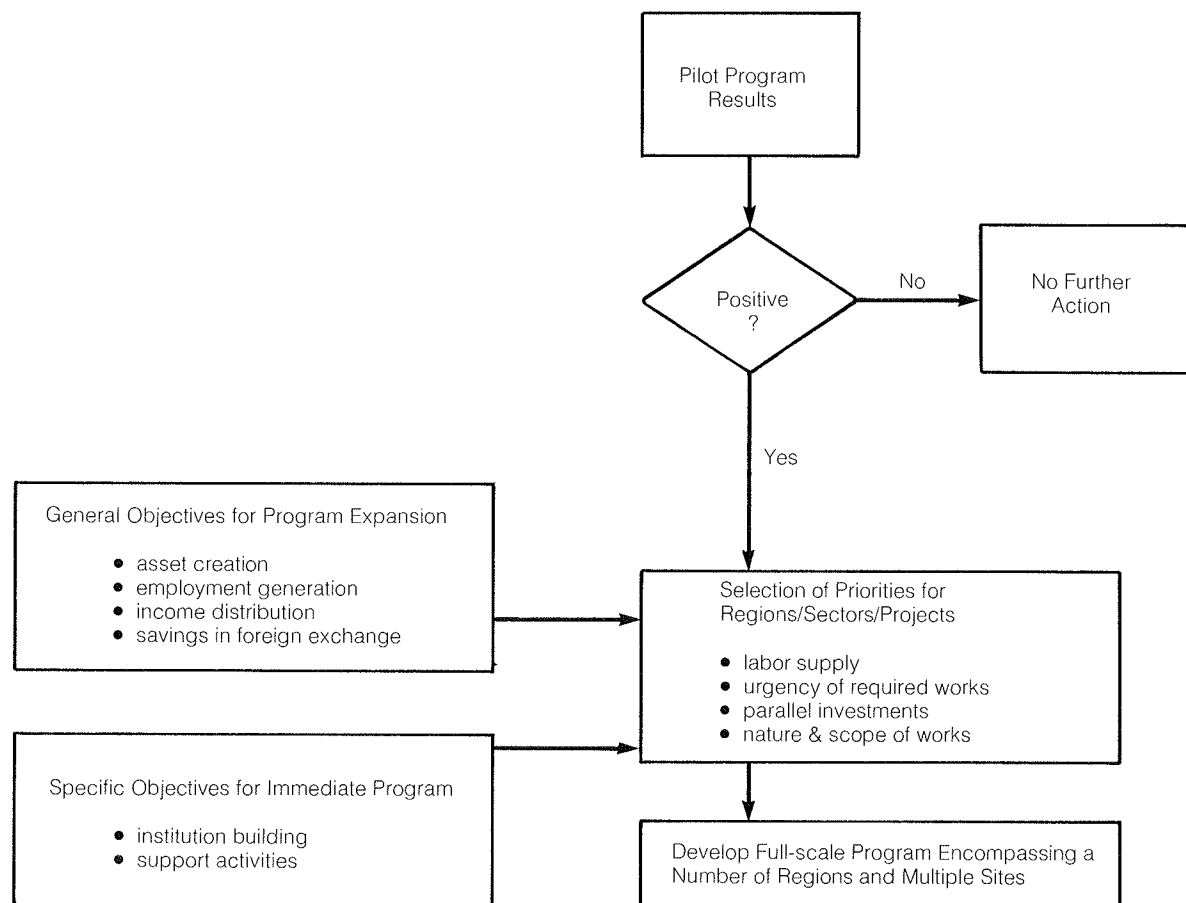 Pilot Program
Results
Positive
?
No
No Further
Action
Yes
General Objectives for Program Expansion
• asset creation
• employment generation
• income distribution
• savings in foreign exchange
Selection of Priorities for
Regions/Sectors/Projects
• labor supply
• urgency of required works
• parallel investments
• nature & scope of works
Specific Objectives for Immediate Program
• institution building
• support activities
Develop Full-scale Program Encompassing a
Number of Regions and Multiple Sites